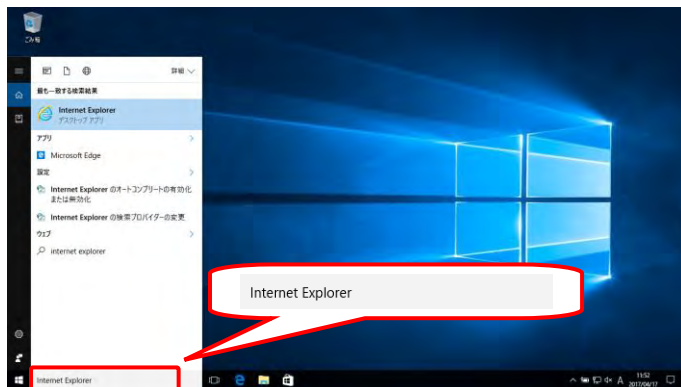 ごみ箱
詳細
最も一致する検索結果
Internet Explorer
デスクトップ アプリ
アプリ
Microsoft Edge
設定
Internet Explorer のオートコンプリートの有効化
または無効化
Internet Explorer の検索プロバイダーの変更
ウェブ
internet explorer
Internet Explorer
Internet Explorer
A
11:52
2017/04/17